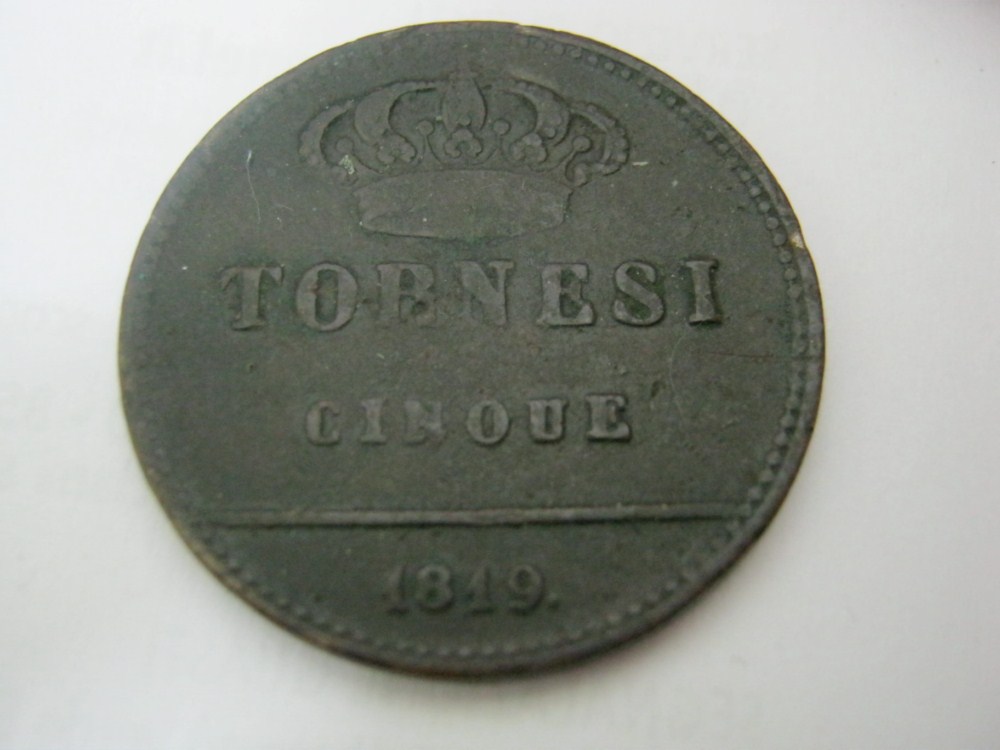 TORNESI
CINQUE
1819.